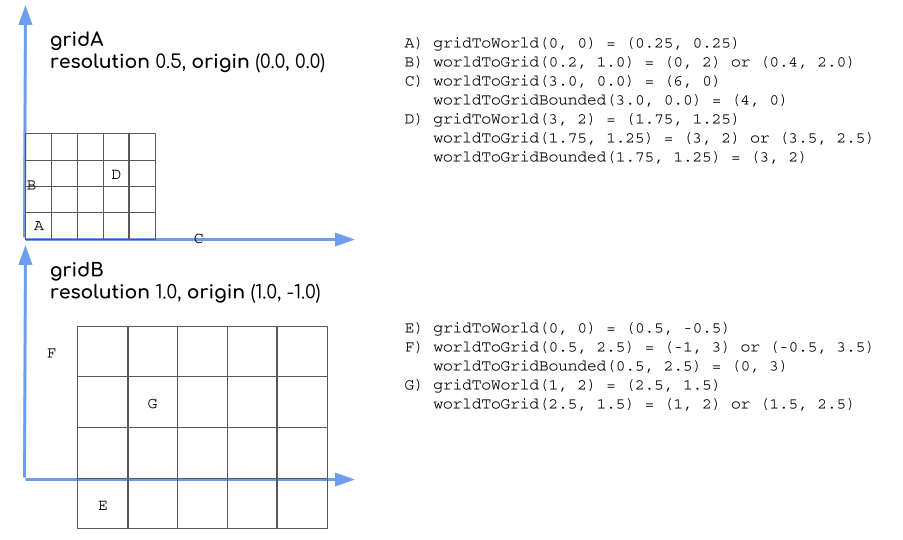 gridA
resolution 0.5, origin (0.0, 0.0)
B
D
A
C
A) gridToWorld(0, 0) = (0.25, 0.25)
B) worldToGrid(0.2, 1.0) = (0, 2) or (0.4, 2.0)
C) worldToGrid(3.0, 0.0) = (6, 0)
worldToGridBounded(3.0, 0.0) = (4, 0)
D) gridToWorld(3, 2) = (1.75, 1.25)
worldToGrid(1.75, 1.25) = (3, 2) or (3.5, 2.5)
worldToGridBounded(1.75, 1.25) = (3, 2)
gridB
resolution 1.0, origin (1.0, -1.0)
F
G
E
E) gridToWorld(0, 0) = (0.5, -0.5)
F) worldToGrid(0.5, 2.5) = (-1, 3) or (-0.5, 3.5)
worldToGridBounded(0.5, 2.5) = (0, 3)
G) gridToWorld(1, 2) = (2.5, 1.5)
worldToGrid(2.5, 1.5) = (1, 2) or (1.5, 2.5)